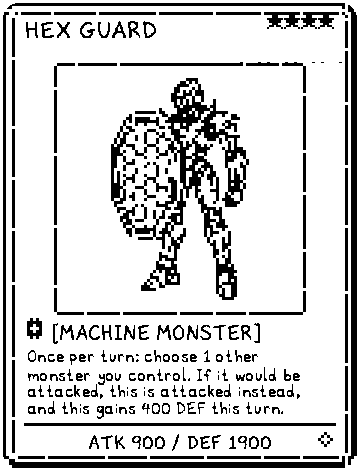 HEX GUARD
[MACHINE MONSTER]
Once per turn: choose 1 other
monster you control. If it would be
attacked, this is attacked instead,
and this gains 400 DEF this turn.
ATK 900 / DEF 1900